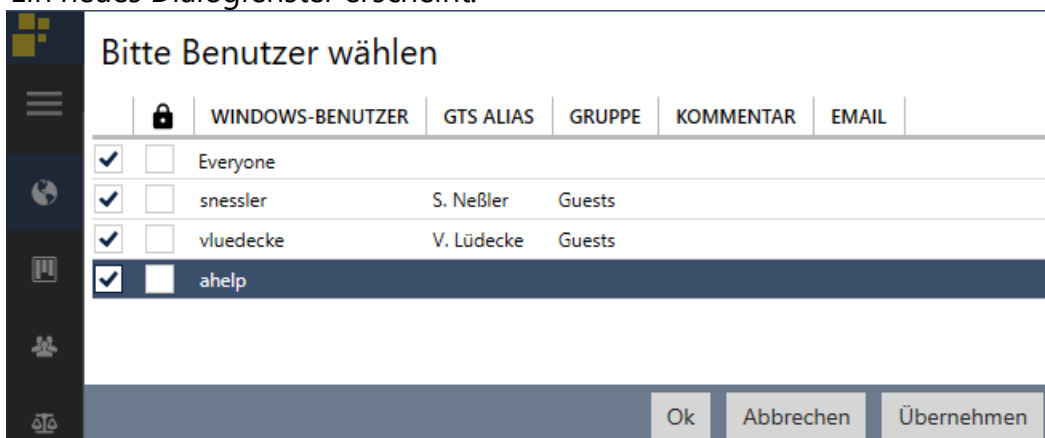 Ein neues Dialogfenster erscheint.
Bitte Benutzer wählen
WINDOWS-BENUTZER GTS ALIAS GRUPPE KOMMENTAR EMAIL
Everyone
snessler S. Neßler Guests
vluedecke V. Lüdecke Guests
ahelp
Ok Abbrechen Übernehmen